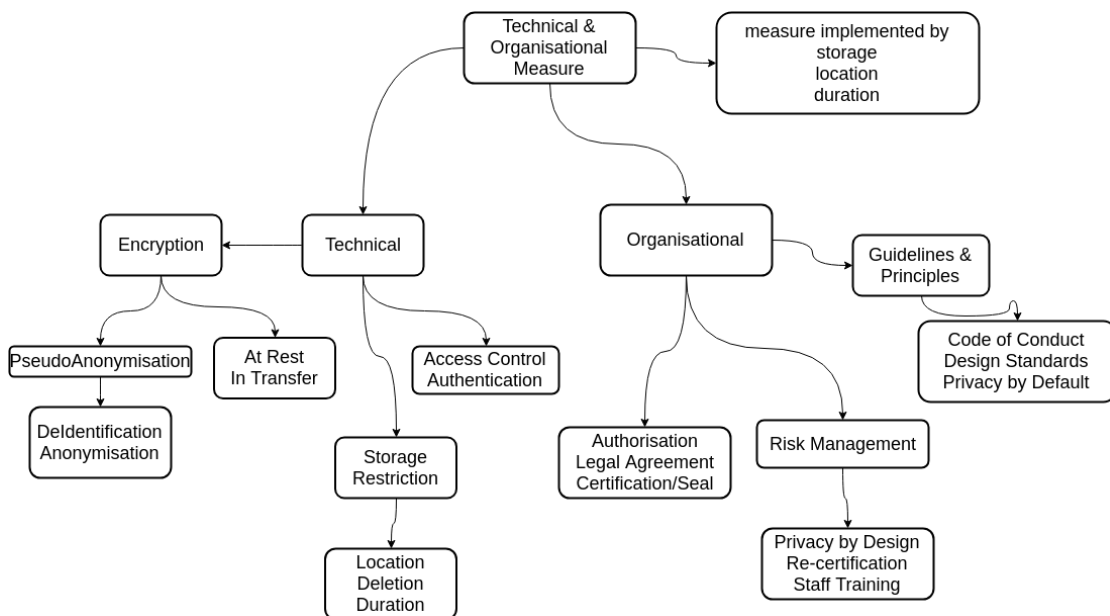 Technical &
Organisational
Measure
measure implemented by
storage
location
duration
Encryption
Technical
Organisational
Guidelines &
Principles
PseudoAnonymisation
At Rest
In Transfer
Access Control
Authentication
Code of Conduct
Design Standards
Privacy by Default
DeIdentification
Anonymisation
Storage
Restriction
Authorisation
Legal Agreement
Certification/Seal
Risk Management
Location
Deletion
Duration
Privacy by Design
Re-certification
Staff Training